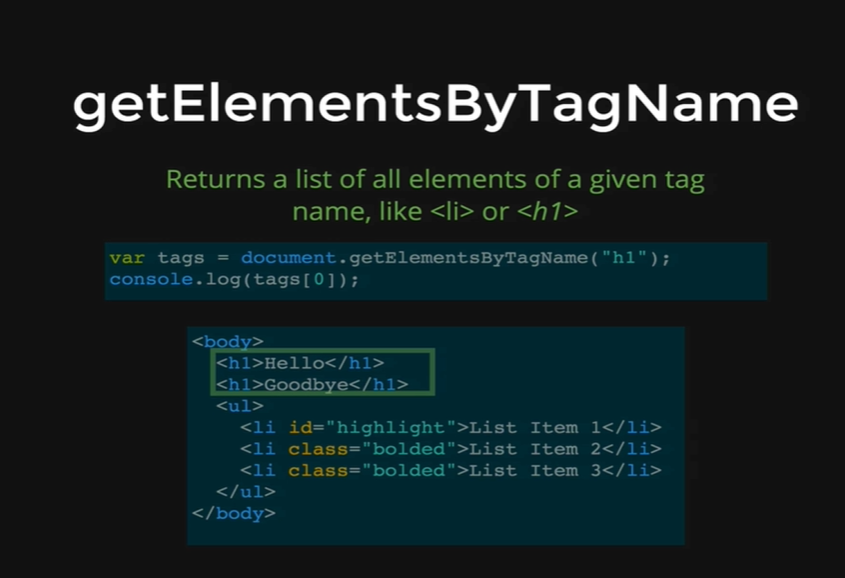 getElementsByTagName
Returns a list of all elements of a given tag
name, like <li> or <h1>
var tags = document.getElementsByTagName("h1");
console.log(tags[0]);
<body>
  <h1>Hello</h1>
  <h1>Goodbye</h1>
  <ul>
    <li id="highlight">List Item 1</li>
    <li class="bolded">List Item 2</li>
    <li class="bolded">List Item 3</li>
  </ul>
</body>